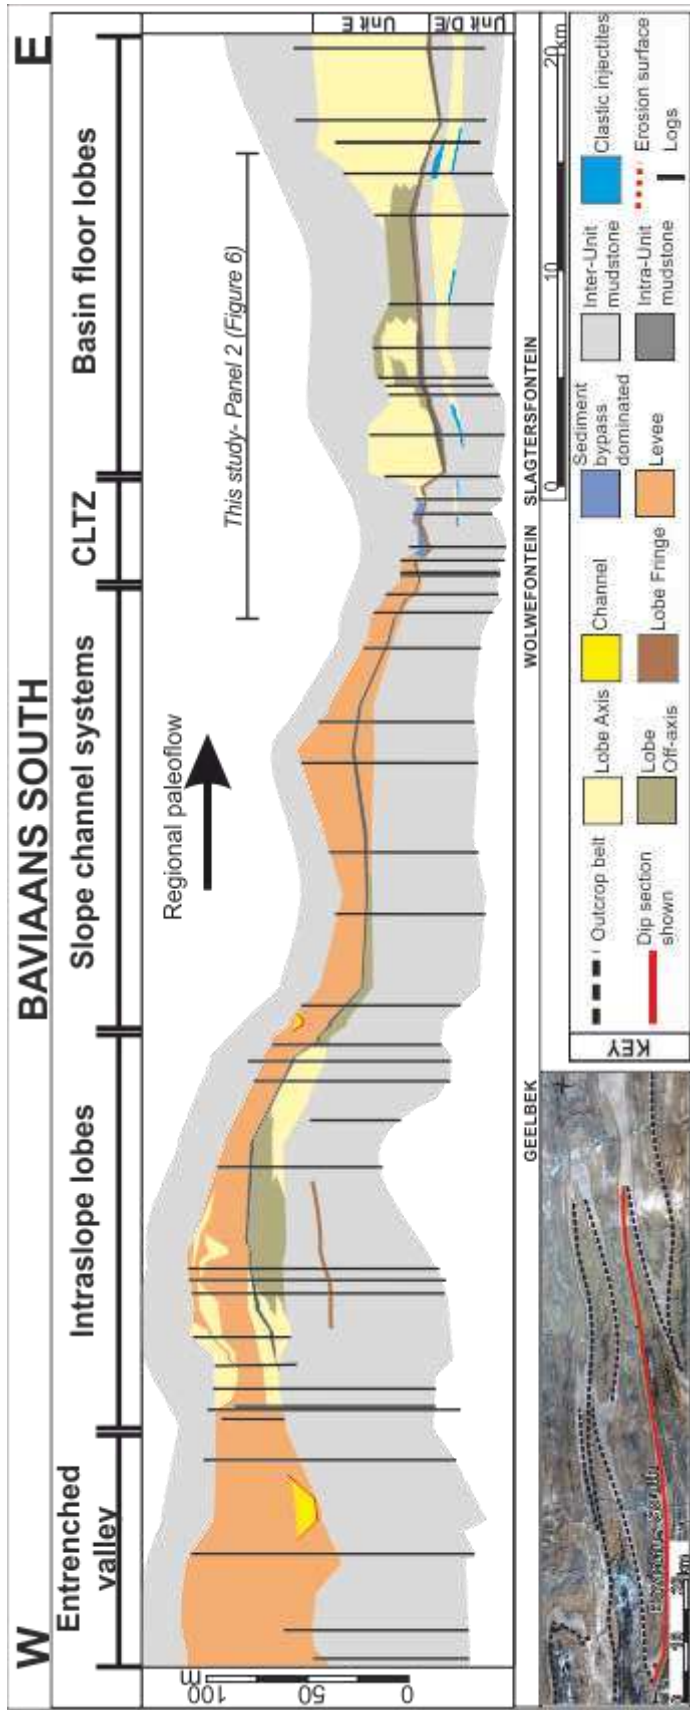 BAVIAANS SOUTH
W
E
Entrenched
valley
Intraslope lobes
Slope channel systems
CLTZ
Basin floor lobes
Regional paleoflow
This study- Panel 2 (Figure 6)
Unit E
Unit D/E
m
100
50
0
GEELBEK
WOLWEFONTEIN
SLAGTERSFONTEIN
0
10
20
km
KEY
Outcrop belt
Dip section
shown
Lobe Axis
Lobe
Off-axis
Channel
Lobe Fringe
Sediment
bypass
dominated
Levee
Inter-Unit
mudstone
Intra-Unit
mudstone
Clastic injectites
Erosion surface
Logs
South
km